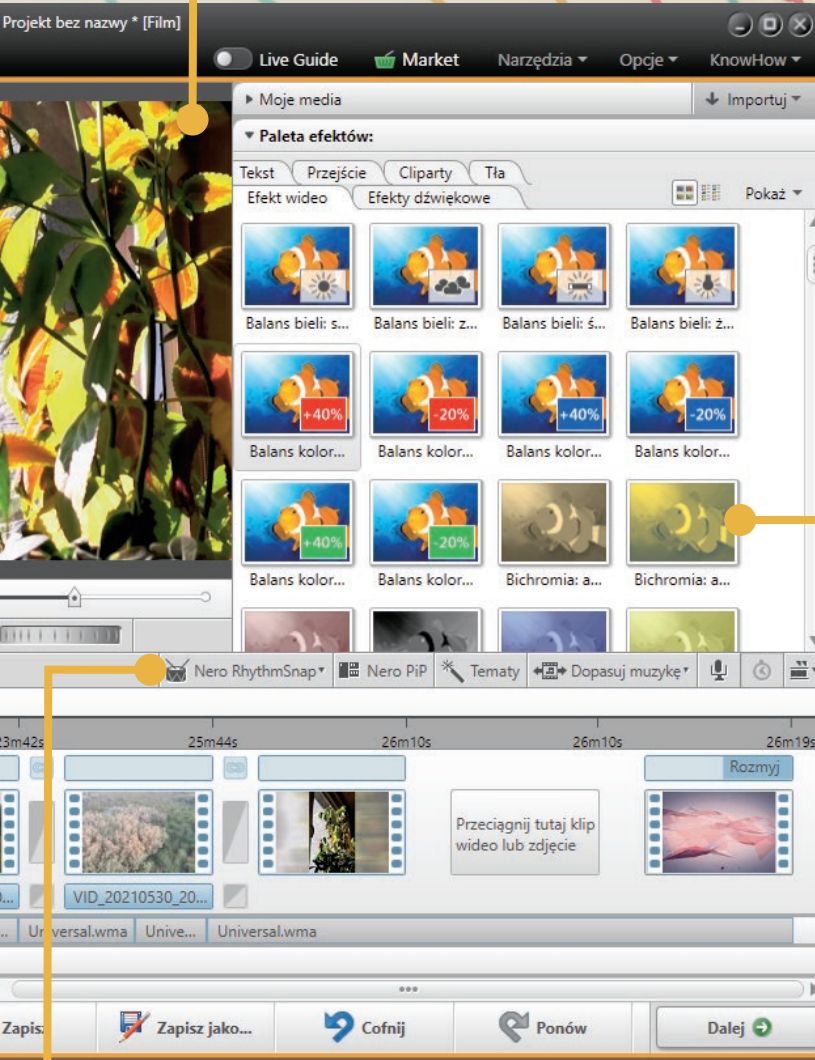 Projekt bez nazwy * [Film]
Live Guide Market Narzędzia Opcje KnowHow
Moje media Importuj
Paleta efektów:
Tekst Przejście Cliparty Tła
Efekt wideo Efekty dźwiękowe Pokaż
Balans bieli: s... Balans bieli: z... Balans bieli: ś... Balans bieli: ż...
+40% -20% +40% -20%
Balans kolor... Balans kolor... Balans kolor... Balans kolor...
+40% -20%
Balans kolor... Balans kolor... Bichromia: a... Bichromia: a...
Nero RhythmSnap Nero PiP Tematy Dopasuj muzykę
23m42s 25m44s 26m10s 26m10s 26m19s
Rozmyj
Przeciągnij tutaj klip
wideo lub zdjęcie
VID_20210530_20...
Universal.wma Unive... Universal.wma
Zapisz Zapisz jako... Cofnij Ponów Dalej